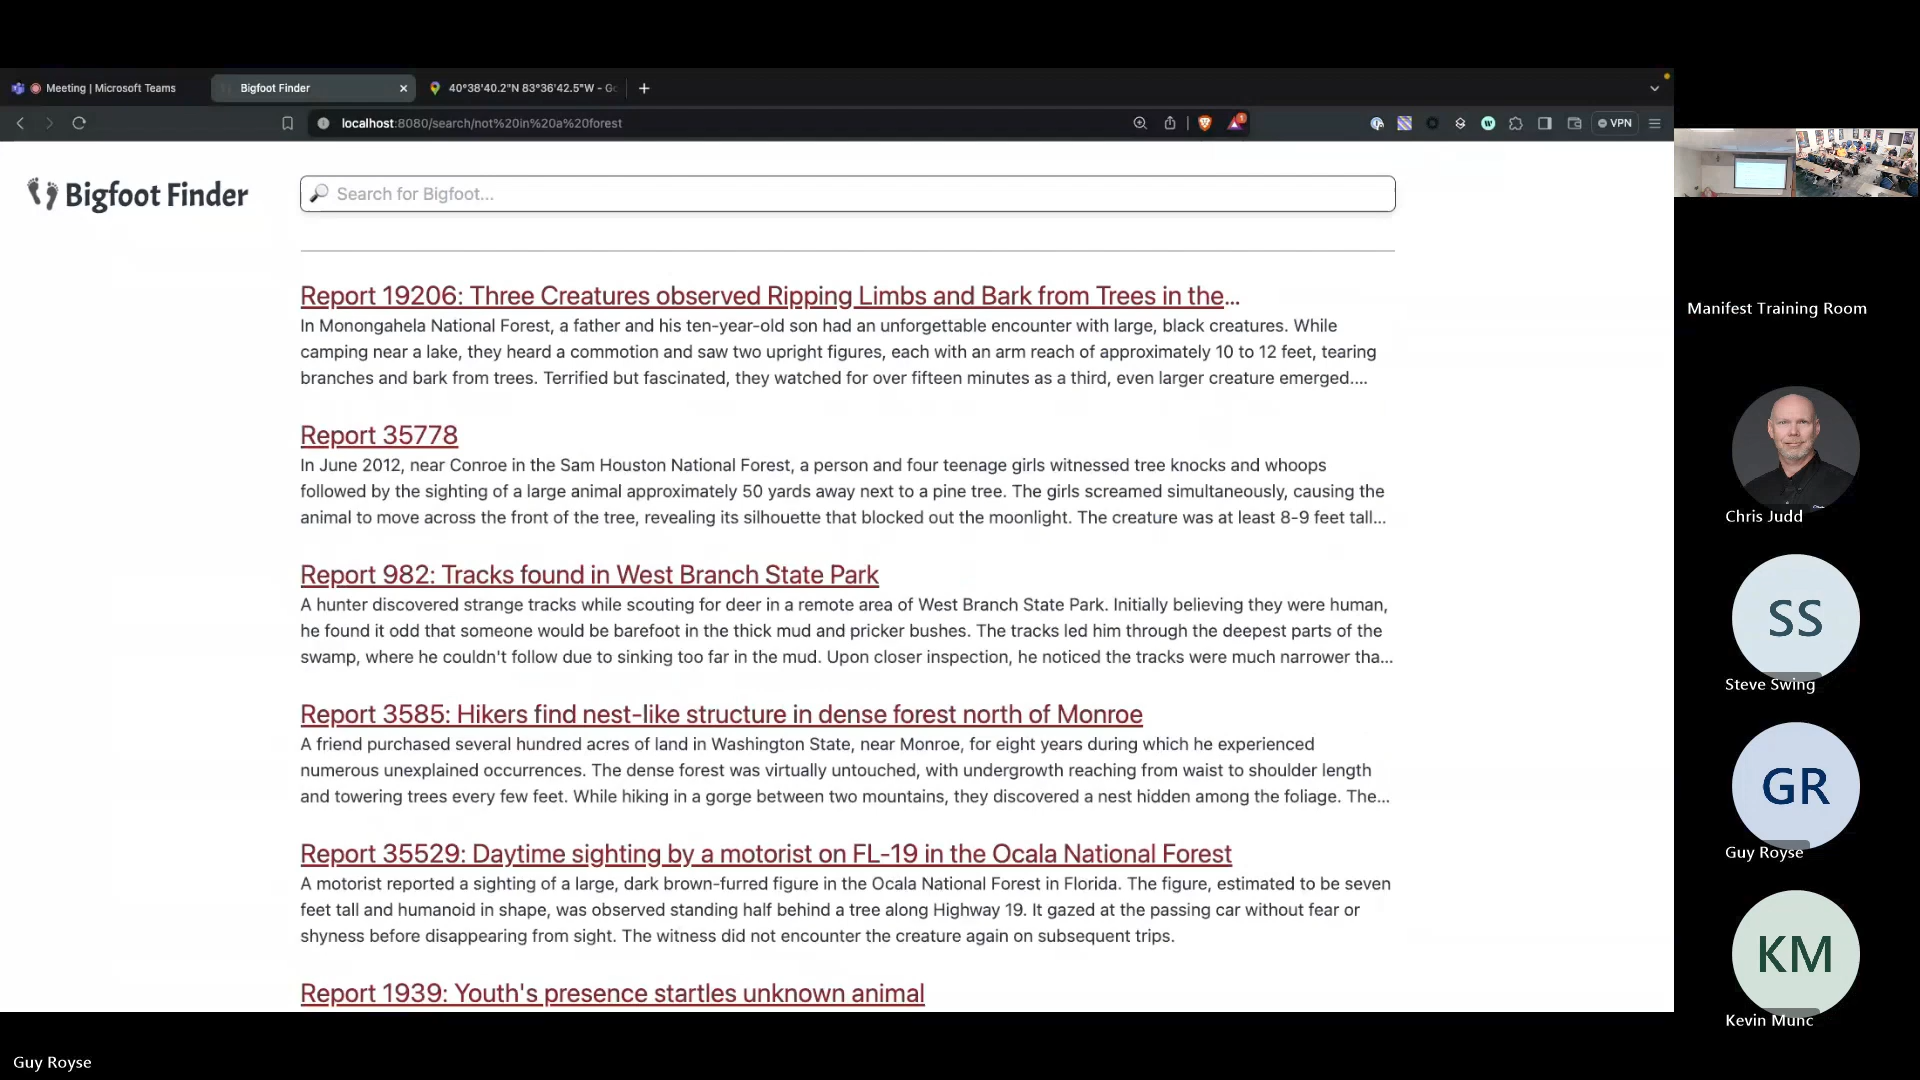 Meeting | Microsoft Teams
Bigfoot Finder
40°38'40.2"N 83°36'42.5"W - Go
localhost:8080/search/not%20in%20a%20forest
1
VPN
Bigfoot Finder
Search for Bigfoot...
Report 19206: Three Creatures observed Ripping Limbs and Bark from Trees in the...
In Monongahela National Forest, a father and his ten-year-old son had an unforgettable encounter with large, black creatures. While
camping near a lake, they heard a commotion and saw two upright figures, each with an arm reach of approximately 10 to 12 feet, tearing
branches and bark from trees. Terrified but fascinated, they watched for over fifteen minutes as a third, even larger creature emerged....
Report 35778
In June 2012, near Conroe in the Sam Houston National Forest, a person and four teenage girls witnessed tree knocks and whoops
followed by the sighting of a large animal approximately 50 yards away next to a pine tree. The girls screamed simultaneously, causing the
animal to move across the front of the tree, revealing its silhouette that blocked out the moonlight. The creature was at least 8-9 feet tall...
Report 982: Tracks found in West Branch State Park
A hunter discovered strange tracks while scouting for deer in a remote area of West Branch State Park. Initially believing they were human,
he found it odd that someone would be barefoot in the thick mud and pricker bushes. The tracks led him through the deepest parts of the
swamp, where he couldn't follow due to sinking too far in the mud. Upon closer inspection, he noticed the tracks were much narrower tha...
Report 3585: Hikers find nest-like structure in dense forest north of Monroe
A friend purchased several hundred acres of land in Washington State, near Monroe, for eight years during which he experienced
numerous unexplained occurrences. The dense forest was virtually untouched, with undergrowth reaching from waist to shoulder length
and towering trees every few feet. While hiking in a gorge between two mountains, they discovered a nest hidden among the foliage. The...
Report 35529: Daytime sighting by a motorist on FL-19 in the Ocala National Forest
A motorist reported a sighting of a large, dark brown-furred figure in the Ocala National Forest in Florida. The figure, estimated to be seven
feet tall and humanoid in shape, was observed standing half behind a tree along Highway 19. It gazed at the passing car without fear or
shyness before disappearing from sight. The witness did not encounter the creature again on subsequent trips.
Report 1939: Youth's presence startles unknown animal
Manifest Training Room
Chris Judd
SS
Steve Swing
GR
Guy Royse
KM
Kevin Munc
Guy Royse